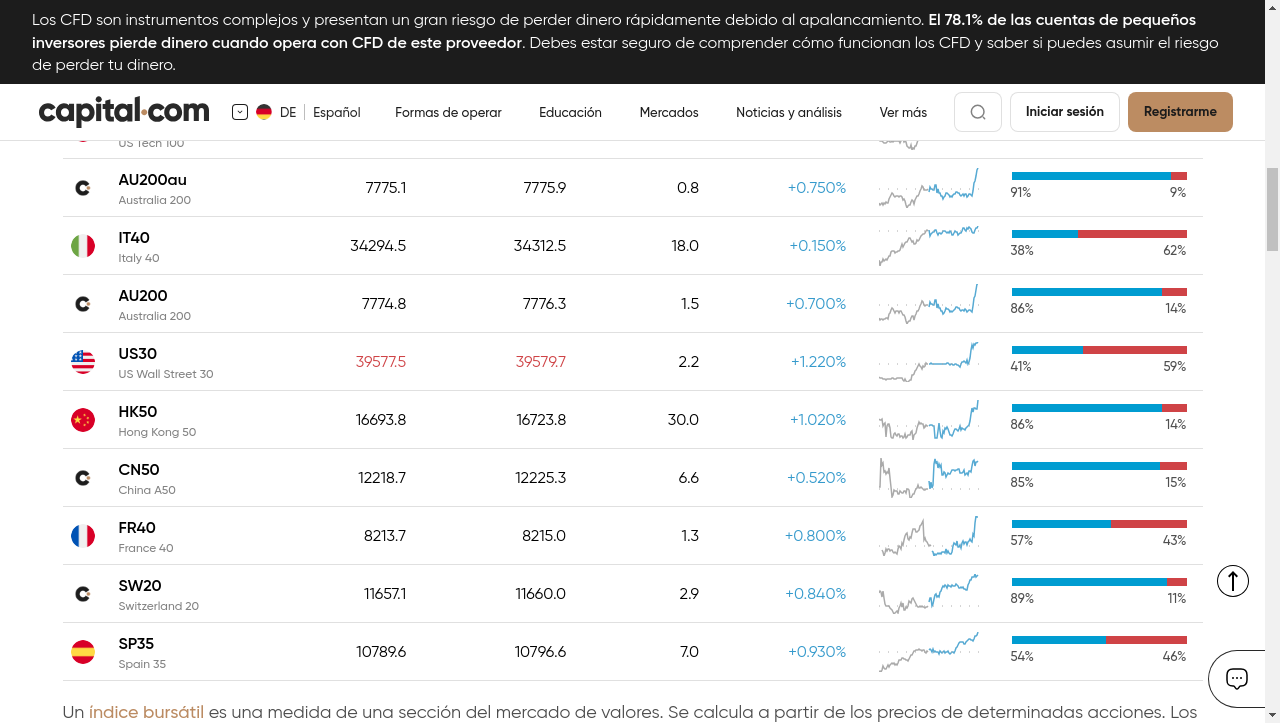 Los CFD son instrumentos complejos y presentan un gran riesgo de perder dinero rápidamente debido al apalancamiento. El 78.1% de las cuentas de pequeños
inversores pierde dinero cuando opera con CFD de este proveedor. Debes estar seguro de comprender cómo funcionan los CFD y saber si puedes asumir el riesgo
de perder tu dinero.
capital.com DE Español Formas de operar Educación Mercados Noticias y análisis Ver más Iniciar sesión Registrarme
US Tech 100
AU200au 7775.1 7775.9 0.8 +0.750%
Australia 200 91% 9%
IT40 34294.5 34312.5 18.0 +0.150%
Italy 40 38% 62%
AU200 7774.8 7776.3 1.5 +0.700%
Australia 200 86% 14%
US30 39577.5 39579.7 2.2 +1.220%
US Wall Street 30 41% 59%
HK50 16693.8 16723.8 30.0 +1.020%
Hong Kong 50 86% 14%
CN50 12218.7 12225.3 6.6 +0.520%
China A50 85% 15%
FR40 8213.7 8215.0 1.3 +0.800%
France 40 57% 43%
SW20 11657.1 11660.0 2.9 +0.840%
Switzerland 20 89% 11%
SP35 10789.6 10796.6 7.0 +0.930%
Spain 35 54% 46%
Un índice bursátil es una medida de una sección del mercado de valores. Se calcula a partir de los precios de determinadas acciones. Los